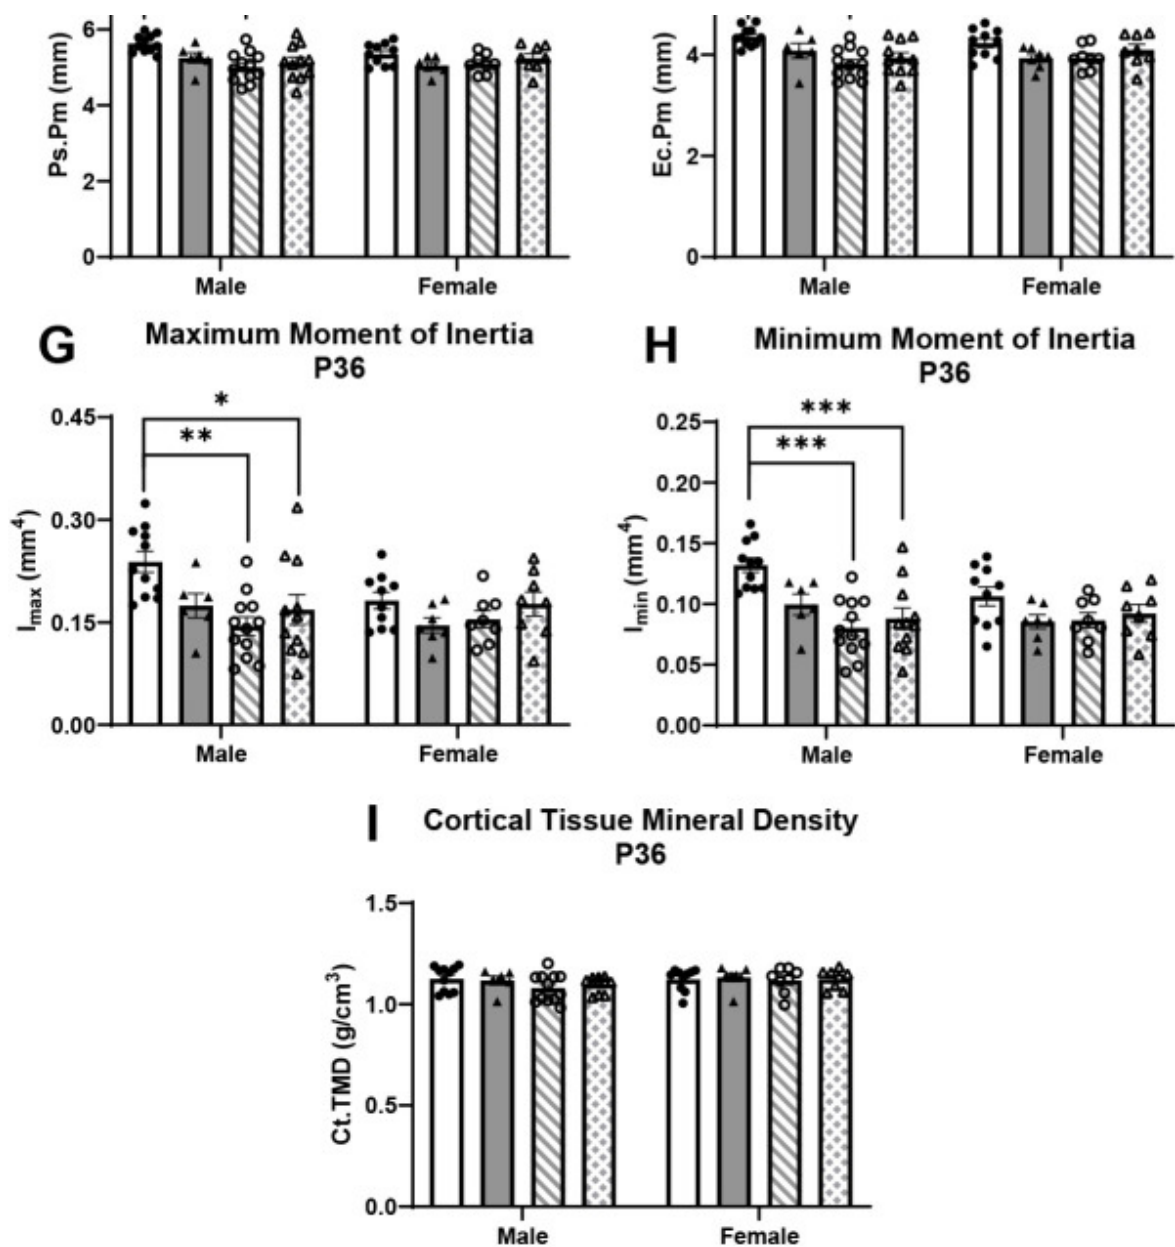 6
4
2
0
Ps.Pm (mm)
Male
Female
4
2
0
Ec.Pm (mm)
Male
Female
G
Maximum Moment of Inertia
P36
*
**
0.45
0.30
0.15
0.00
Imax (mm4)
Male
Female
H
Minimum Moment of Inertia
P36
***
***
0.25
0.20
0.15
0.10
0.05
0.00
Imin (mm4)
Male
Female
I
Cortical Tissue Mineral Density
P36
1.5
1.0
0.5
0.0
Ct.TMD (g/cm3)
Male
Female